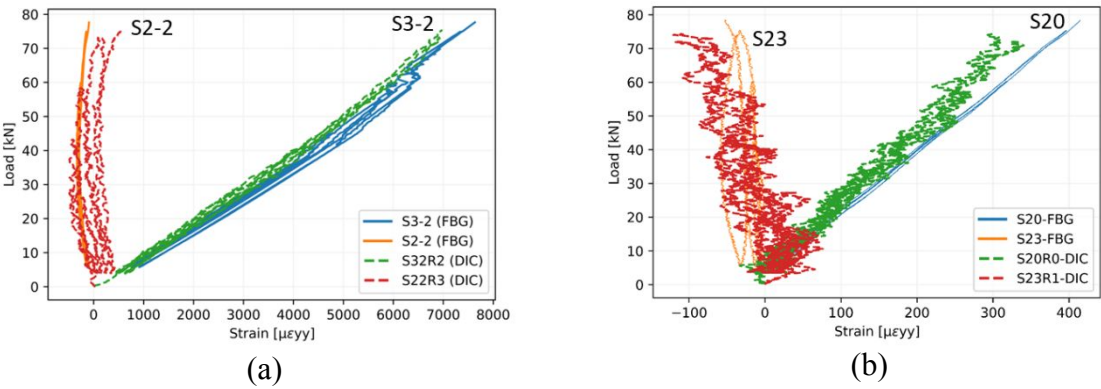 S2-2
S3-2
80
70
60
50
40
30
20
10
0
Load [kN]
S3-2 (FBG)
S2-2 (FBG)
S32R2 (DIC)
S22R3 (DIC)
0 1000 2000 3000 4000 5000 6000 7000 8000
Strain [μεyy]
(a)
S23
S20
80
70
60
50
40
30
20
10
0
Load [kN]
S20-FBG
S23-FBG
S20R0-DIC
S23R1-DIC
−100 0 100 200 300 400
Strain [μεyy]
(b)